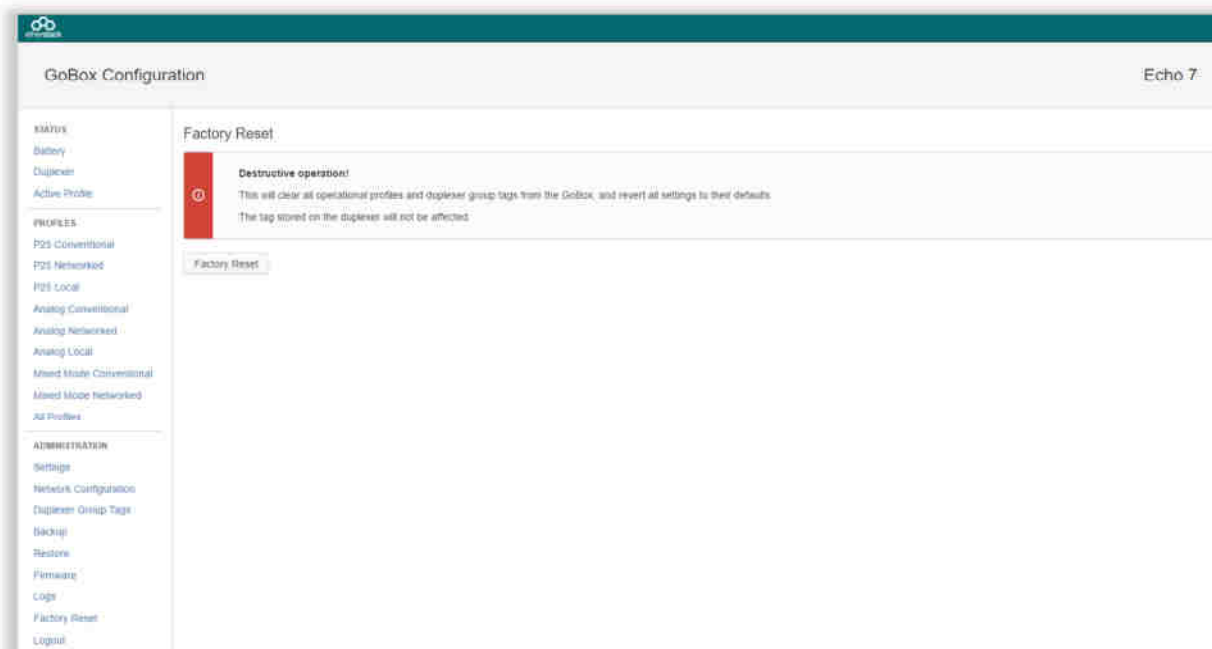 etherstack
GoBox Configuration
Echo 7
STATUS
Battery
Duplexer
Active Profile
PROFILES
P25 Conventional
P25 Networked
P25 Local
Analog Conventional
Analog Networked
Analog Local
Mixed Mode Conventional
Mixed Mode Networked
All Profiles
ADMINISTRATION
Settings
Network Configuration
Duplexer Group Tags
Backup
Restore
Firmware
Logs
Factory Reset
Logout
Factory Reset
Destructive operation!
This will clear all operational profiles and duplexer group tags from the GoBox, and revert all settings to their defaults.
The tag stored on the duplexer will not be affected.
Factory Reset